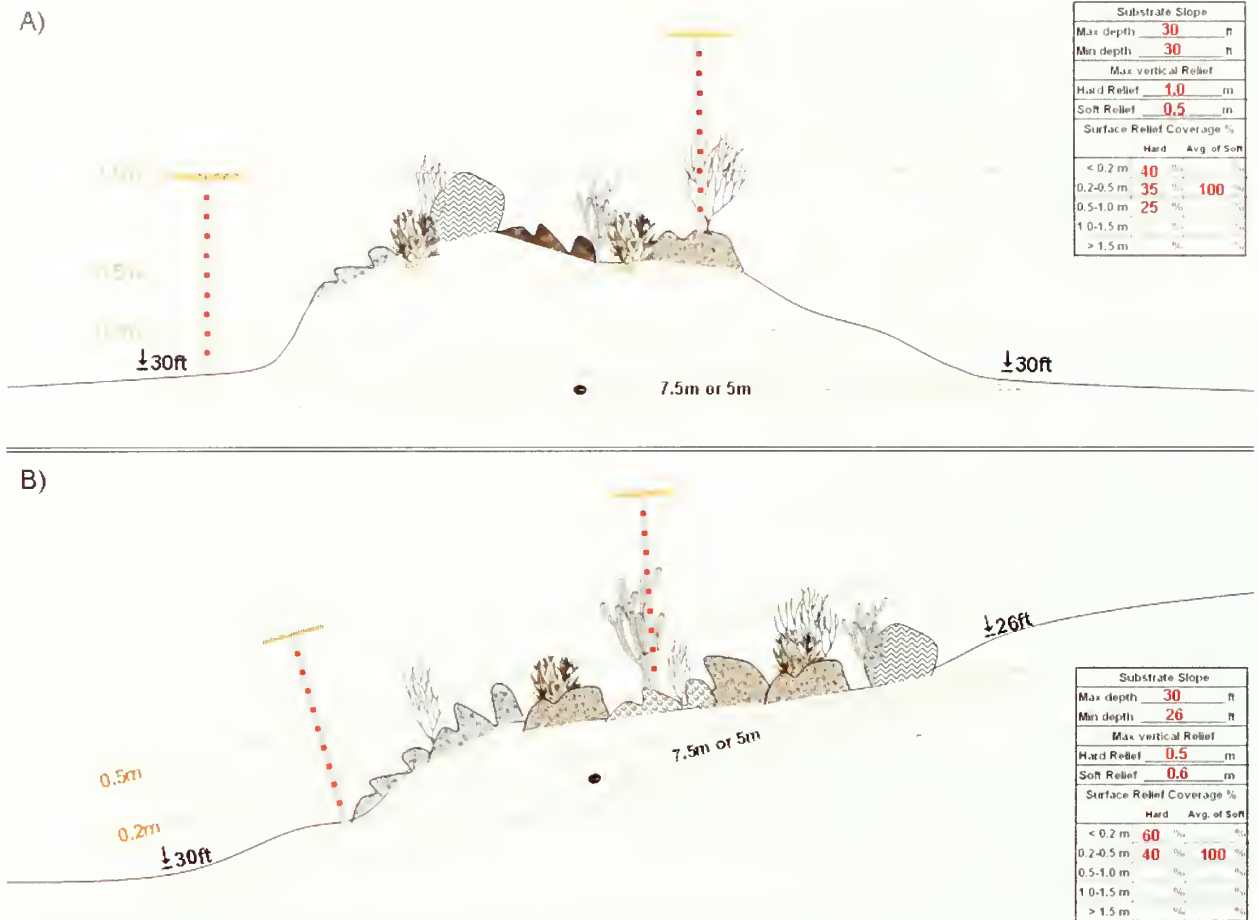 A)
Substrate Slope
Max depth 30 ft
Min depth 30 ft
Max vertical Relief
Hard Relief 1.0 m
Soft Relief 0.5 m
Surface Relief Coverage %
Hard Avg. of Soft
< 0.2 m 40 % %
0.2-0.5 m 35 % 100 %
0.5-1.0 m 25 % %
1.0-1.5 m % %
> 1.5 m % %
0.5m
30ft
30ft
7.5m or 5m
B)
26ft
7.5m or 5m
0.5m
0.2m
30ft
Substrate Slope
Max depth 30 ft
Min depth 26 ft
Max vertical Relief
Hard Relief 0.5 m
Soft Relief 0.6 m
Surface Relief Coverage %
Hard Avg. of Soft
< 0.2 m 60 % %
0.2-0.5 m 40 % 100 %
0.5-1.0 m % %
1.0-1.5 m % %
> 1.5 m % %